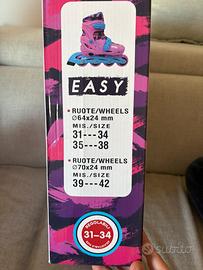 EASY
• RUOTE/WHEELS
Ø64x24 mm
MIS./SIZE
31---34
35---38
• RUOTE/WHEELS
Ø70x24 mm
MIS./SIZE
39---42
REGOLABILE
31-34
subito